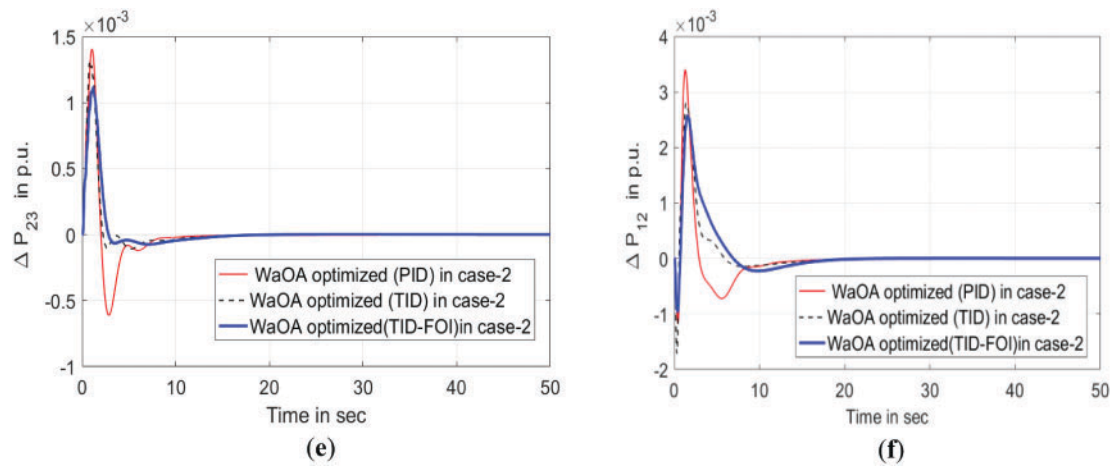 ×10⁻³
1.5
1
0.5
0
-0.5
-1
Δ P₂₃ in p.u.
WaOA optimized (PID) in case-2
WaOA optimized (TID) in case-2
WaOA optimized(TID-FOI)in case-2
0 10 20 30 40 50
Time in sec
(e)
×10⁻³
4
3
2
1
0
-1
-2
Δ P₁₂ in p.u.
WaOA optimized (PID) in case-2
WaOA optimized (TID) in case-2
WaOA optimized(TID-FOI)in case-2
0 10 20 30 40 50
Time in sec
(f)